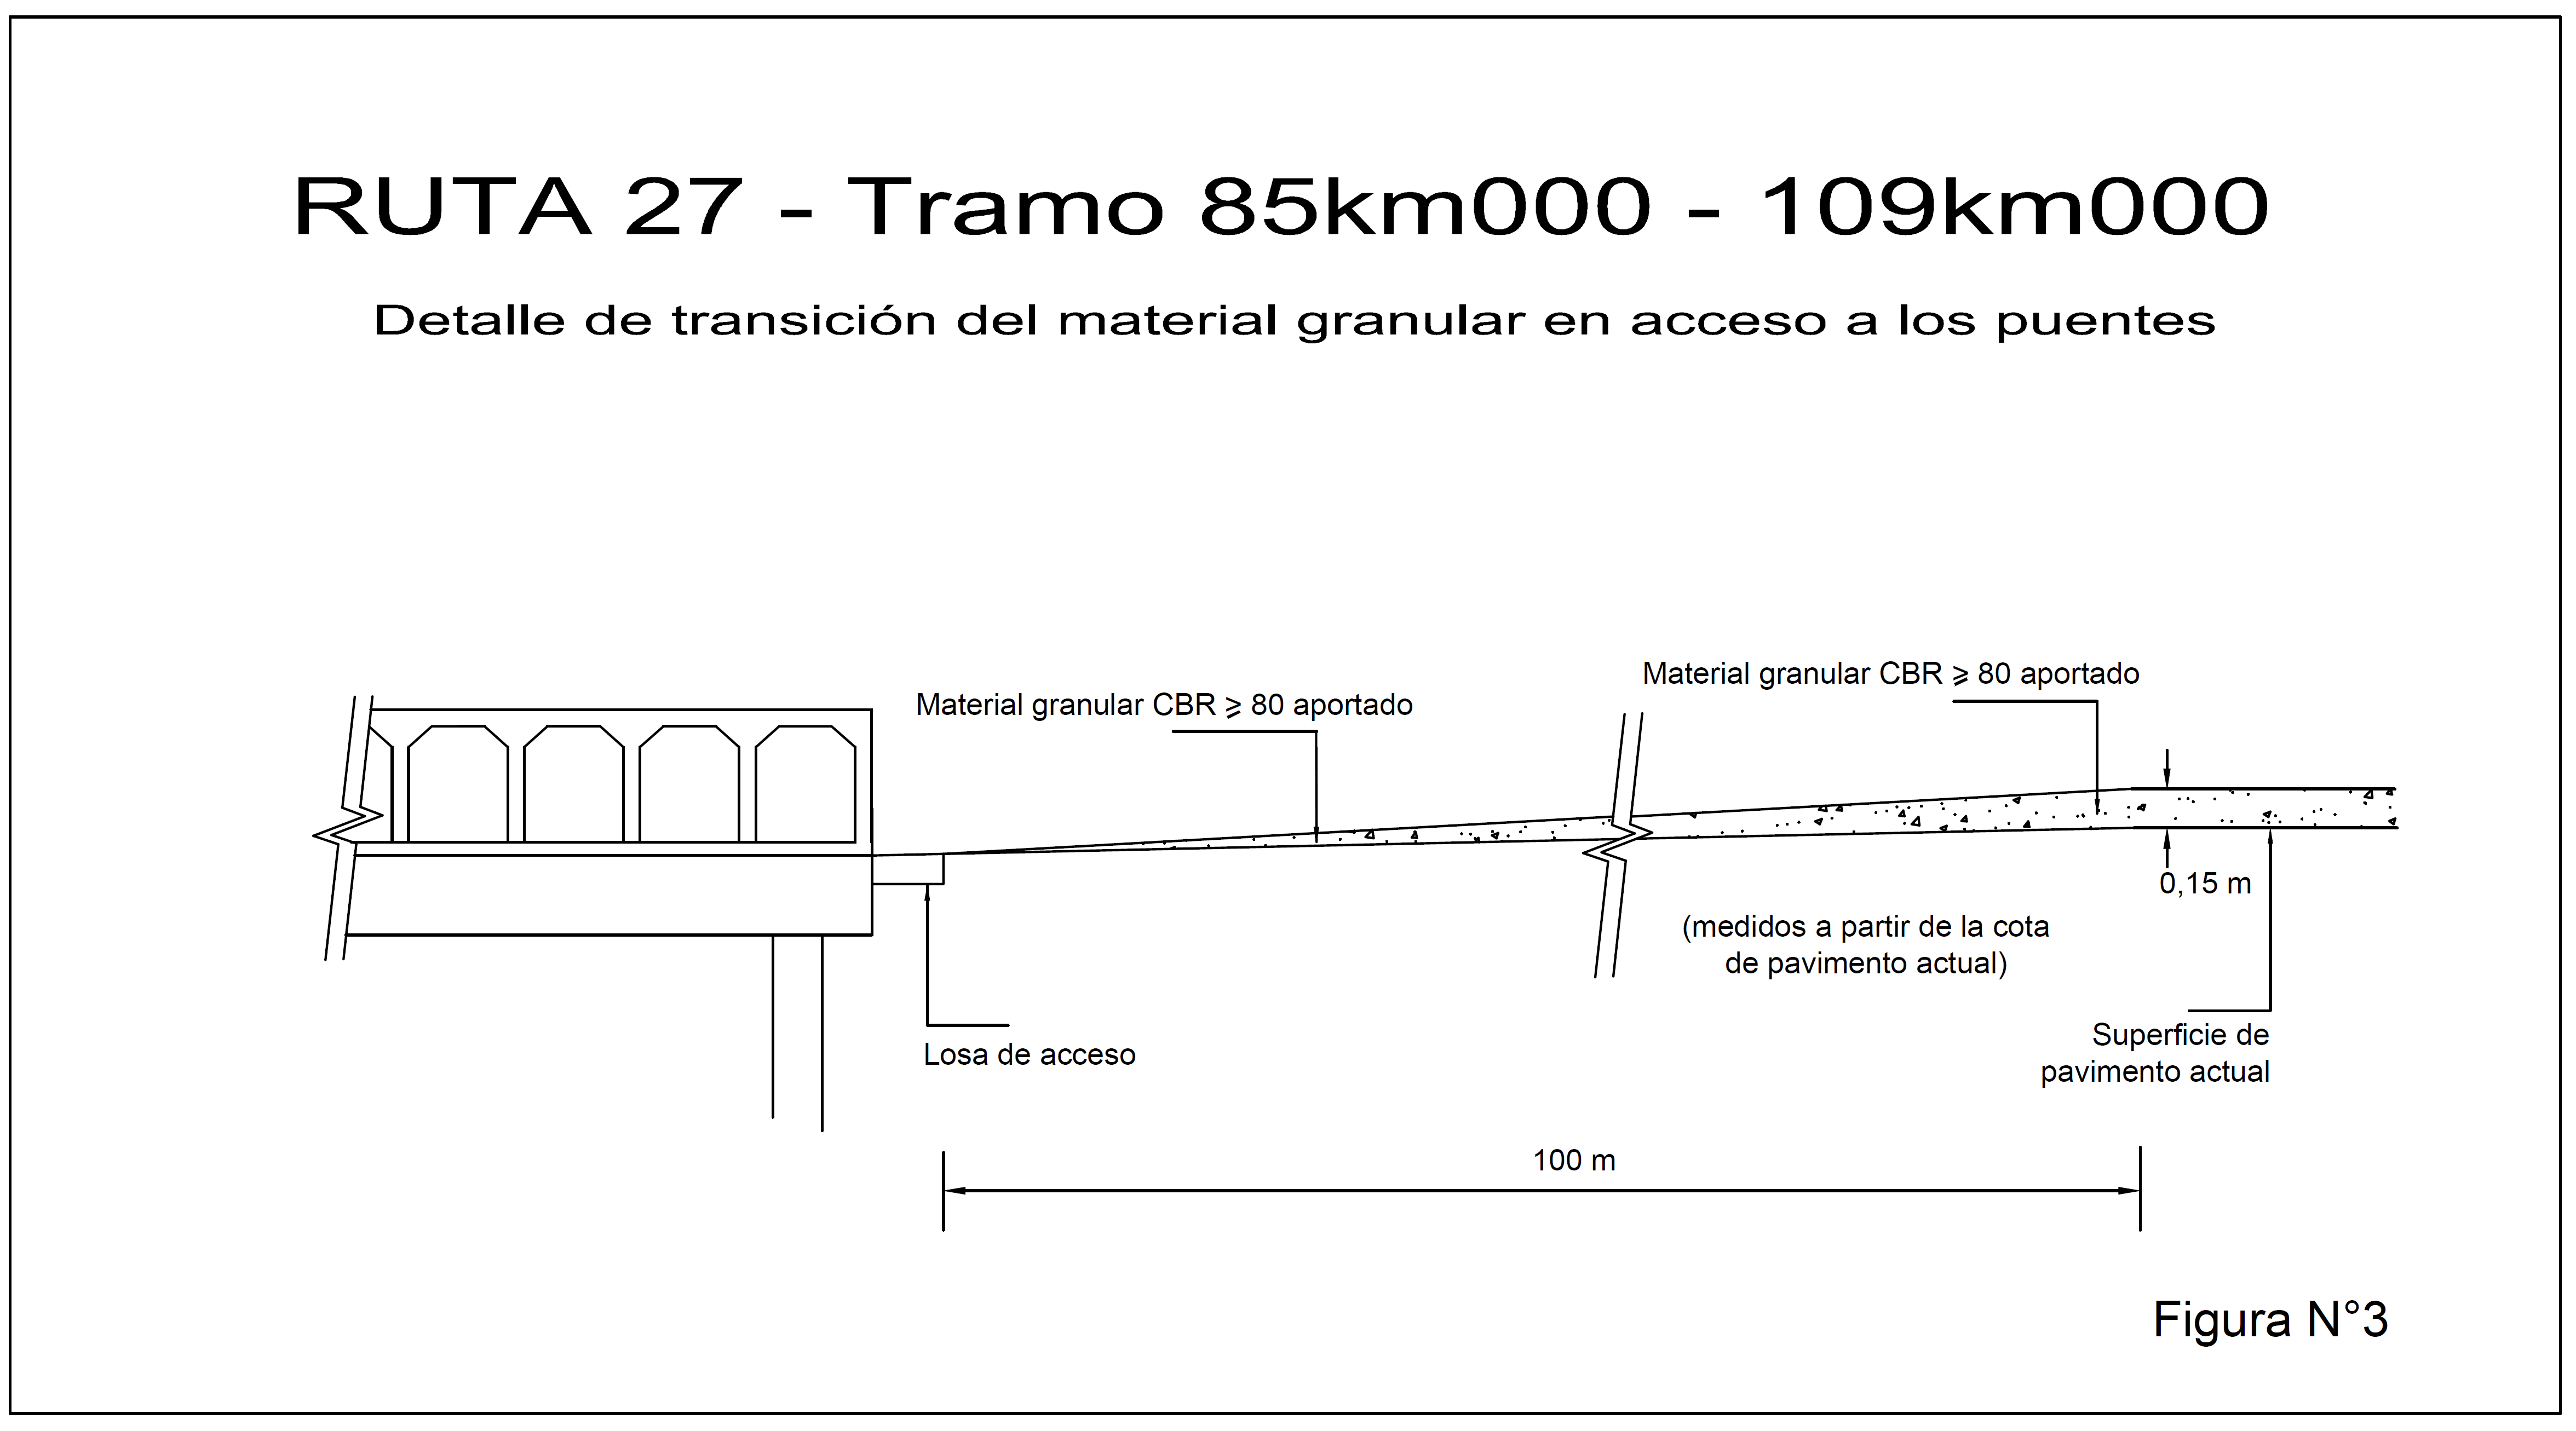 RUTA 27 - Tramo 85km000 - 109km000
Detalle de transición del material granular en acceso a los puentes
Material granular CBR ⩾ 80 aportado
Material granular CBR ⩾ 80 aportado
0,15 m
(medidos a partir de la cota
de pavimento actual)
Losa de acceso
Superficie de
pavimento actual
100 m
Figura N°3